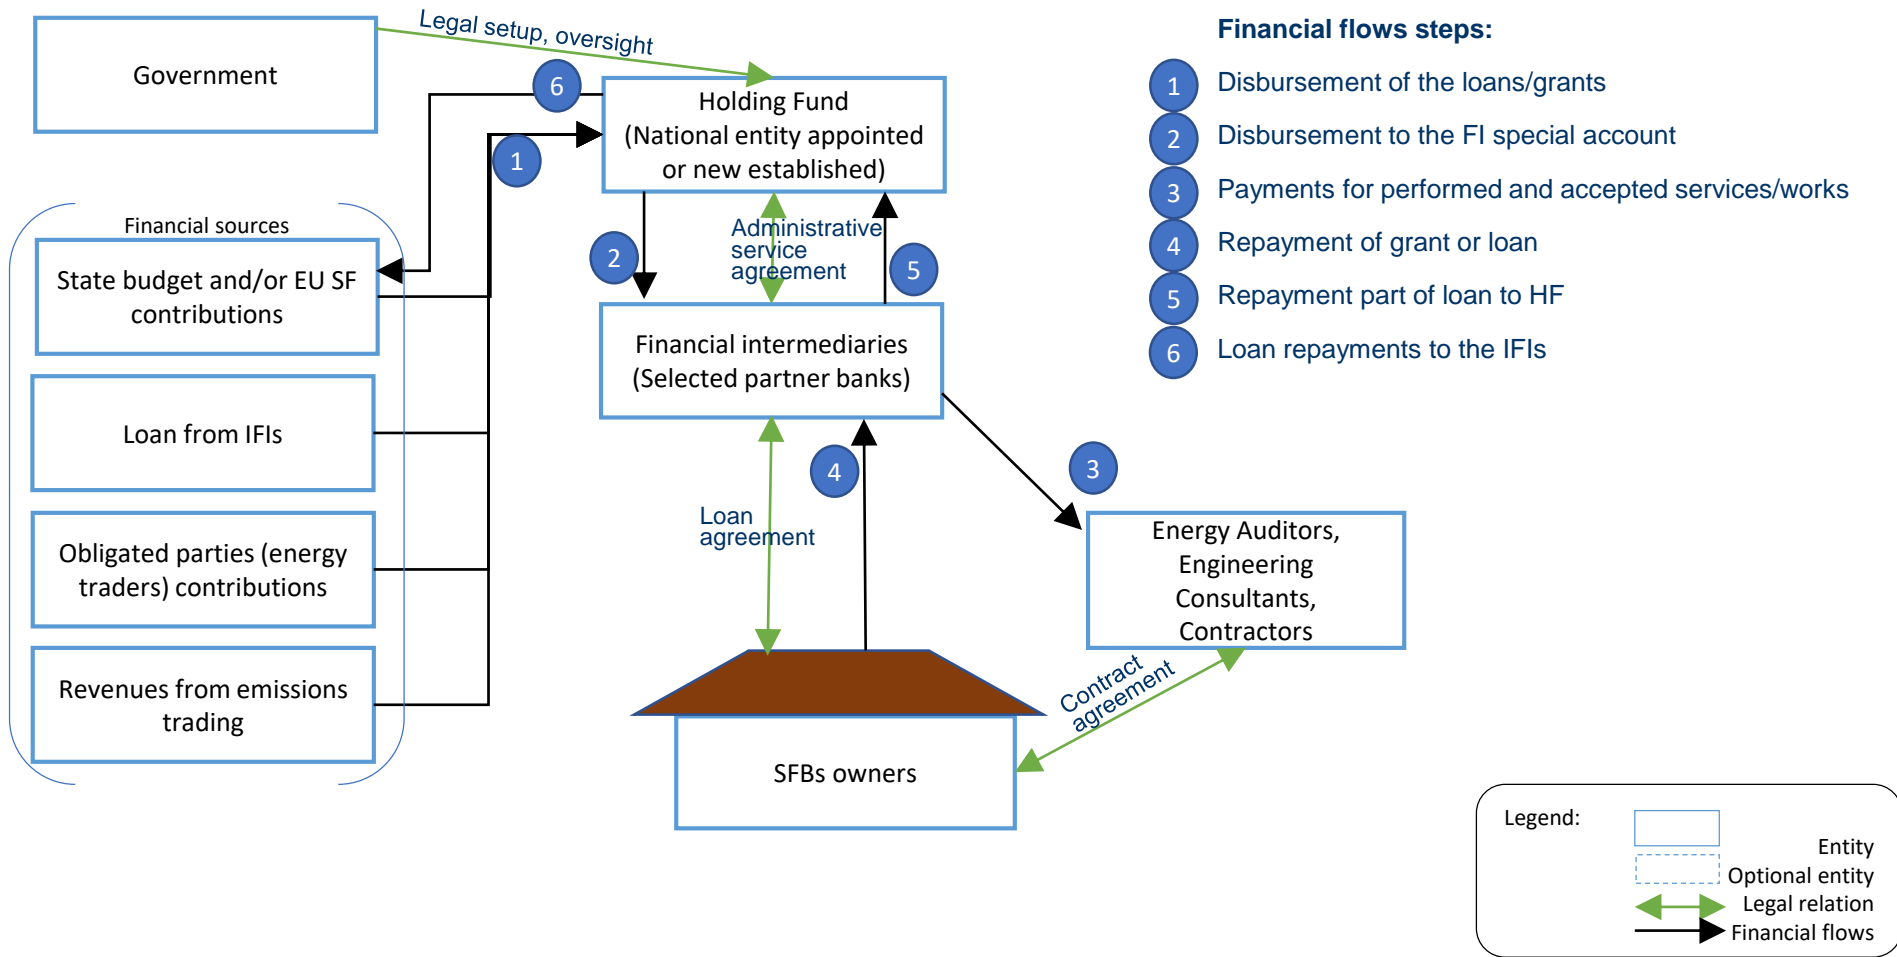 Government
Legal setup, oversight
6
Holding Fund
(National entity appointed
or new established)
1
Financial sources
State budget and/or EU SF
contributions
Loan from IFIs
Obligated parties (energy
traders) contributions
Revenues from emissions
trading
2
Administrative
service
agreement
5
Financial intermediaries
(Selected partner banks)
4
3
Loan
agreement
Energy Auditors,
Engineering
Consultants,
Contractors
Contract
agreement
SFBs owners
Financial flows steps:
1 Disbursement of the loans/grants
2 Disbursement to the FI special account
3 Payments for performed and accepted services/works
4 Repayment of grant or loan
5 Repayment part of loan to HF
6 Loan repayments to the IFIs
Legend:
Entity
Optional entity
Legal relation
Financial flows